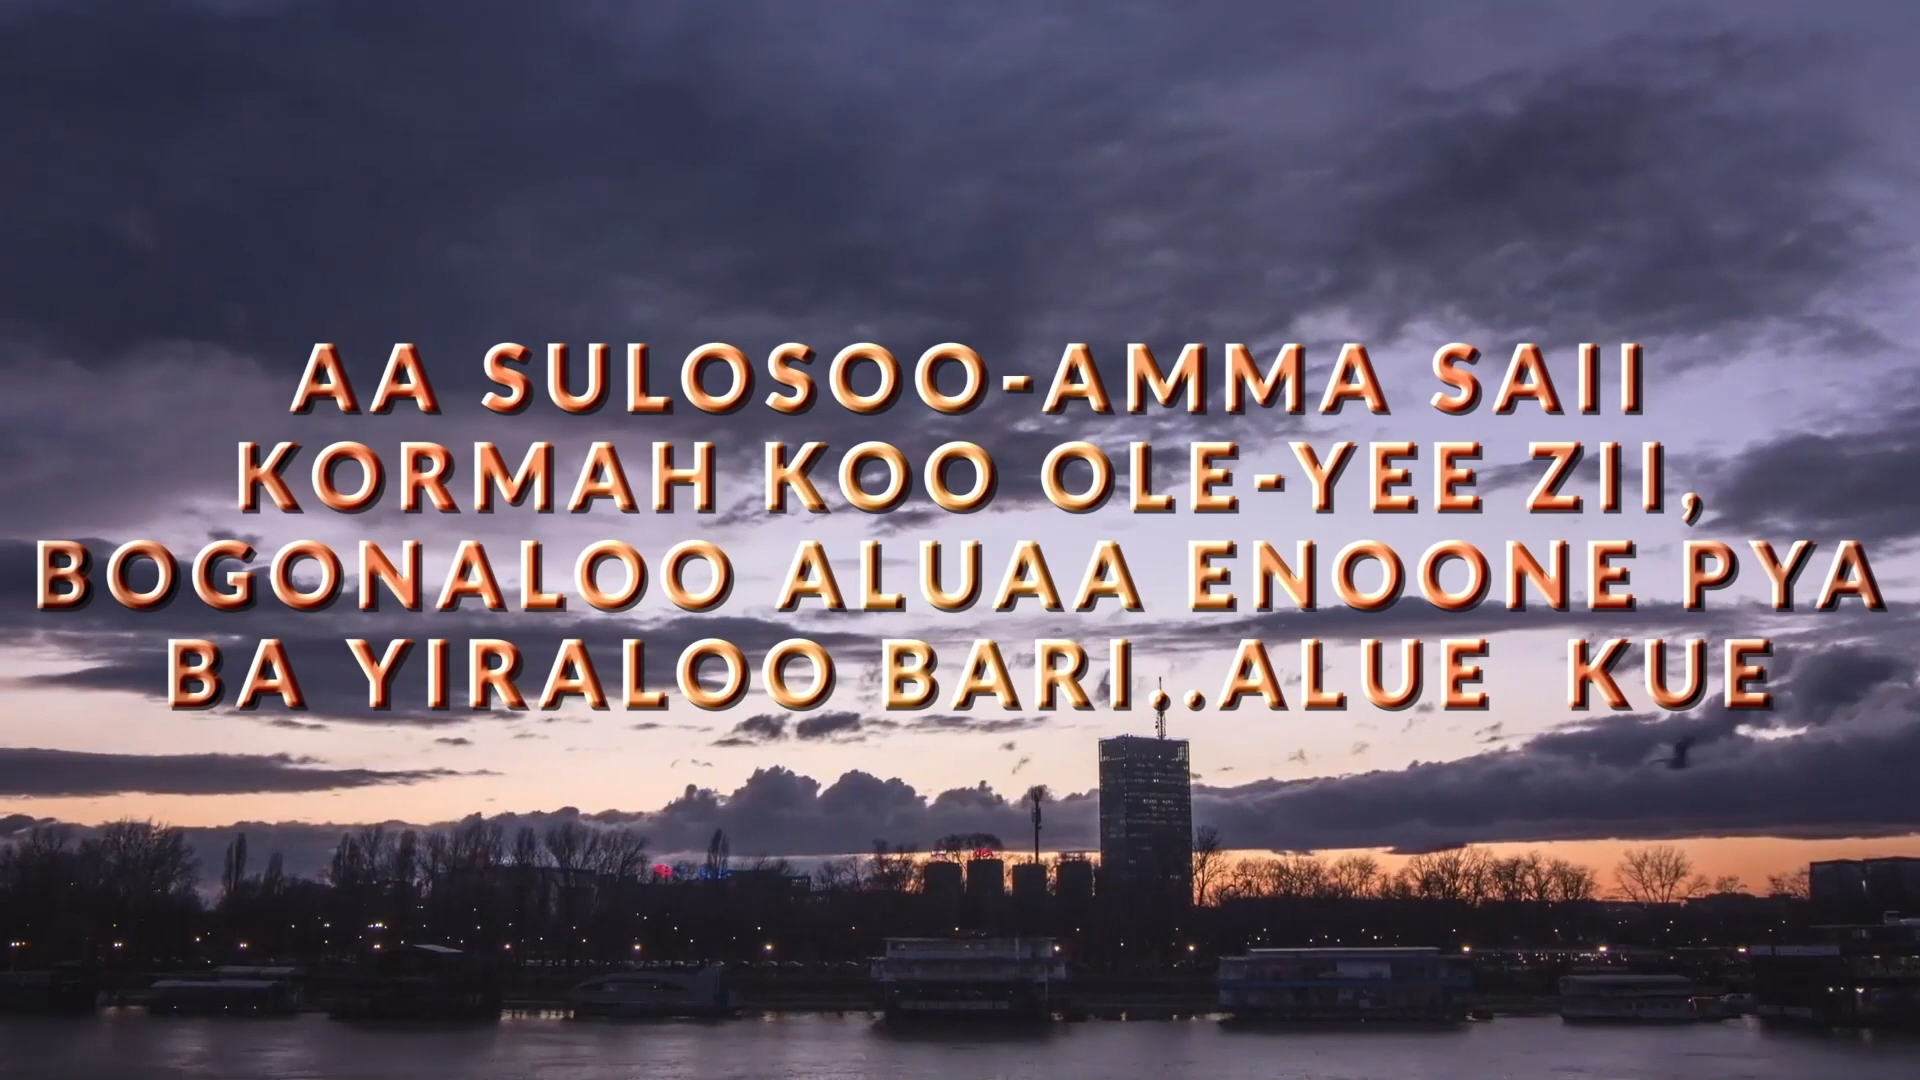 AA SULOSOO-AMMA SAII
KORMAH KOO OLE-YEE ZII,
BOGONALOO ALUAA ENOONE PYA
BA YIRALOO BARI..ALUE  KUE